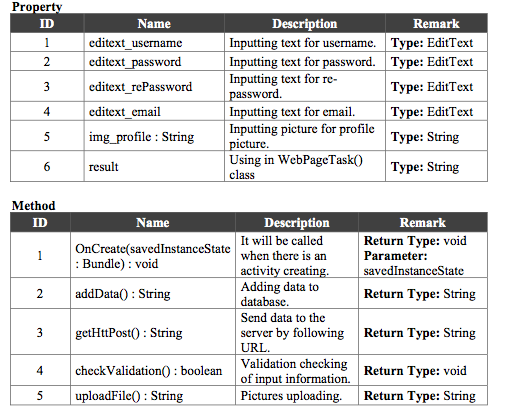 Property
ID Name Description Remark
1 editext_username Inputting text for username. Type: EditText
2 editext_password Inputting text for password. Type: EditText
3 editext_rePassword Inputting text for re-
password. Type: EditText
4 editext_email Inputting text for email. Type: EditText
5 img_profile : String Inputting picture for profile
picture. Type: String
6 result Using in WebPageTask()
class Type: String
Method
ID Name Description Remark
1 OnCreate(savedInstanceState
: Bundle) : void It will be called
when there is an
activity creating. Return Type: void
Parameter:
savedInstanceState
2 addData() : String Adding data to
database. Return Type: String
3 getHttPost() : String Send data to the
server by following
URL. Return Type: String
4 checkValidation() : boolean Validation checking
of input information. Return Type: void
5 uploadFile() : String Pictures uploading. Return Type: String